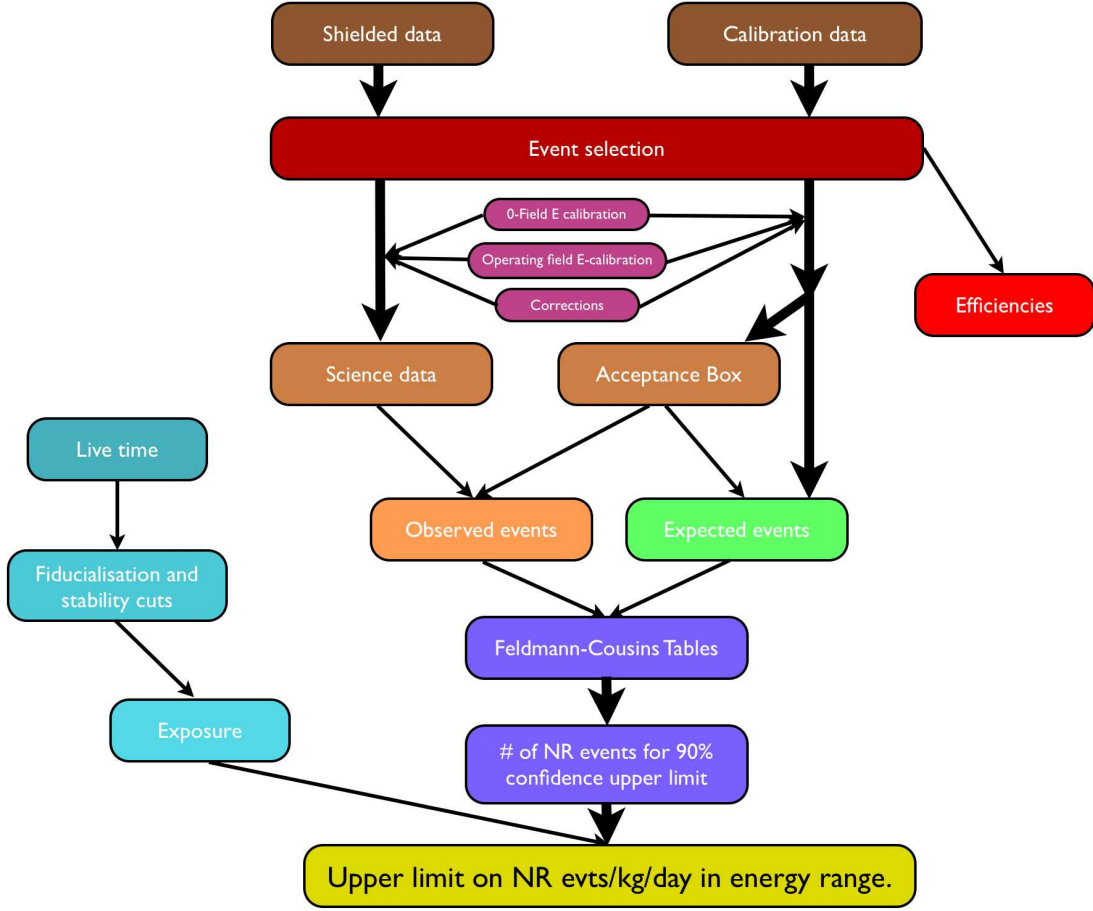 Shielded data
Calibration data
Event selection
0-Field E calibration
Operating field E-calibration
Corrections
Efficiencies
Science data
Acceptance Box
Live time
Observed events
Expected events
Fiducialisation and
stability cuts
Feldmann-Cousins Tables
Exposure
# of NR events for 90%
confidence upper limit
Upper limit on NR evts/kg/day in energy range.